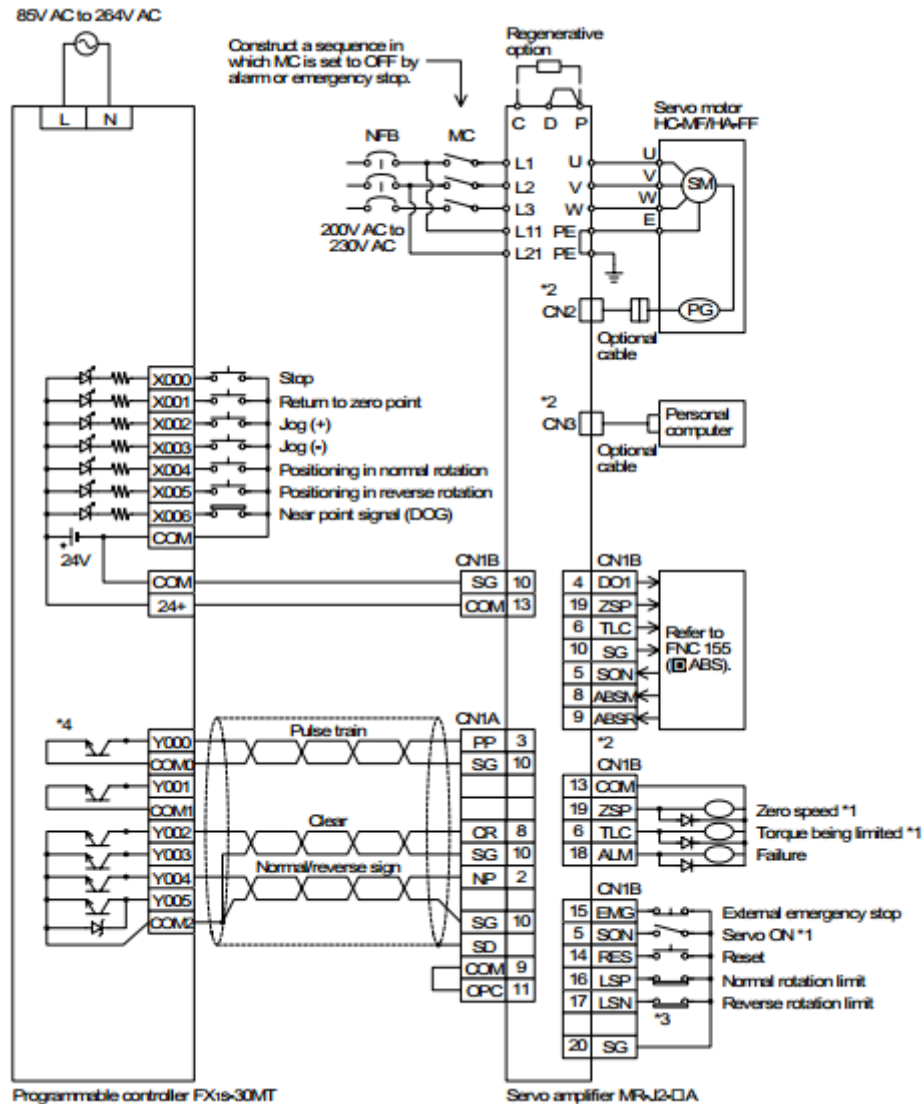 85V AC to 264V AC
L N
Construct a sequence in
which MC is set to OFF by
alarm or emergency stop.
Regenerative
option
C D P
Servo motor
HC-MF/HA-FF
NFB MC
L1 U U
L2 V V
L3 W W
L11 PE E
L21 PE
SM
200V AC to
230V AC
*2
CN2
PG
Optional
cable
*2
CN3
Personal
computer
Optional
cable
X000 Stop
X001 Return to zero point
X002 Jog (+)
X003 Jog (-)
X004 Positioning in normal rotation
X005 Positioning in reverse rotation
X006 Near point signal (DOG)
COM
24V
CN1B
COM SG 10
24+ COM 13
CN1B
4 DO1
19 ZSP
6 TLC
10 SG
5 SON
8 ABSM
9 ABSR
Refer to
FNC 155
(D ABS).
*4
CN1A
Pulse train
Y000 PP 3
COM0 SG 10
Y001
COM1
Clear
Y002 CR 8
Y003 SG 10
Normal/reverse sign
Y004 NP 2
Y005
COM2 SG 10
SD
COM 9
OPC 11
*2
CN1B
13 COM
19 ZSP Zero speed *1
6 TLC Torque being limited *1
18 ALM Failure
CN1B
15 EMG External emergency stop
5 SON Servo ON *1
14 RES Reset
16 LSP Normal rotation limit
17 LSN Reverse rotation limit
*3
20 SG
Programmable controller FX1S-30MT
Servo amplifier MR-J2-□A